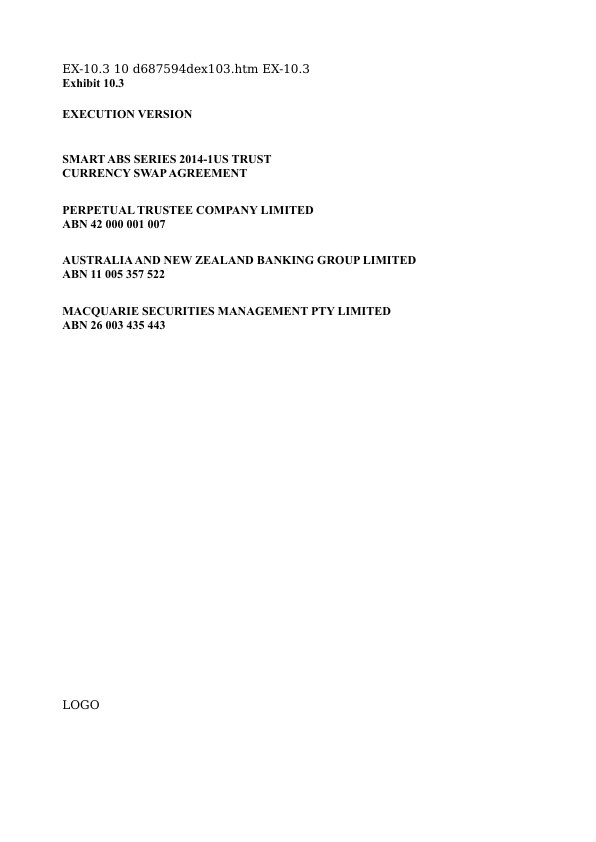 EX-10.3 10 d687594dex103.htm EX-10.3
Exhibit 10.3
EXECUTION VERSION
SMART ABS SERIES 2014-1US TRUST
CURRENCY SWAP AGREEMENT
PERPETUAL TRUSTEE COMPANY LIMITED
ABN 42 000 001 007
AUSTRALIA AND NEW ZEALAND BANKING GROUP LIMITED
ABN 11 005 357 522
MACQUARIE SECURITIES MANAGEMENT PTY LIMITED
ABN 26 003 435 443
LOGO